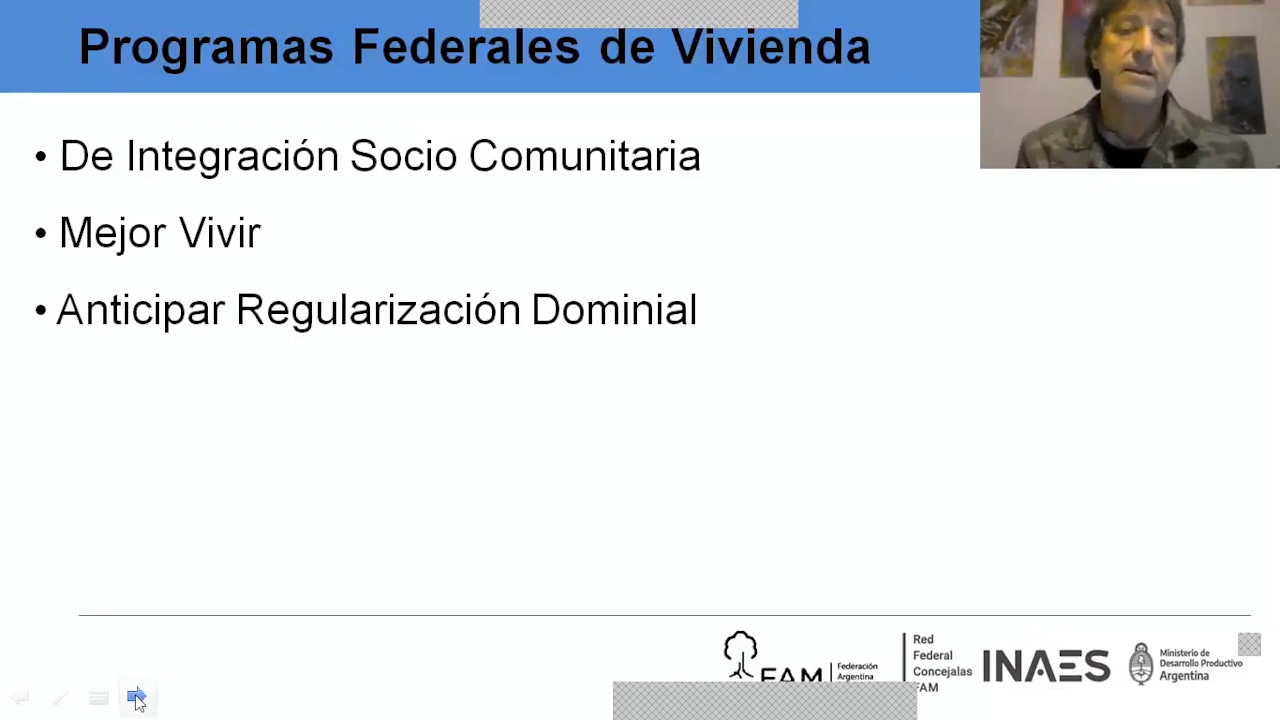 Programas Federales de Vivienda
• De Integración Socio Comunitaria
• Mejor Vivir
• Anticipar Regularización Dominial
FAM
Federación
Argentina
Red
Federal
Concejalas
FAM
INAES
Ministerio de
Desarrollo Productivo
Argentina